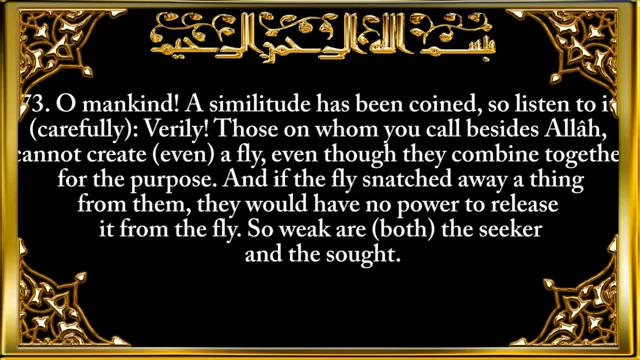 بسم الله الرحمن الرحيم
73. O mankind! A similitude has been coined, so listen to it
(carefully): Verily! Those on whom you call besides Allâh,
cannot create (even) a fly, even though they combine together
for the purpose. And if the fly snatched away a thing
from them, they would have no power to release
it from the fly. So weak are (both) the seeker
and the sought.